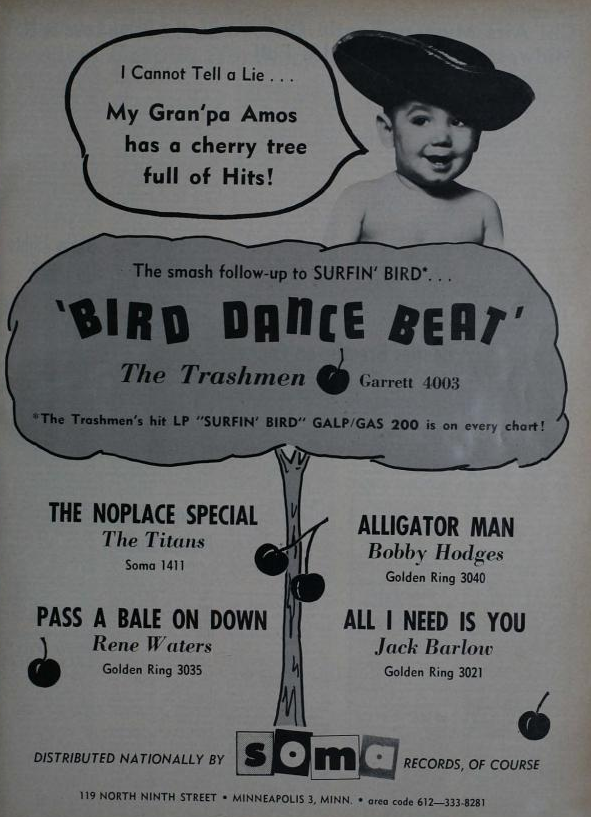 I Cannot Tell a Lie . . .
My Gran'pa Amos
has a cherry tree
full of Hits!
The smash follow-up to SURFIN' BIRD*. . .
'BIRD DANCE BEAT'
The Trashmen Garrett 4003
*The Trashmen's hit LP "SURFIN' BIRD" GALP/GAS 200 is on every chart!
THE NOPLACE SPECIAL
The Titans
Soma 1411
ALLIGATOR MAN
Bobby Hodges
Golden Ring 3040
PASS A BALE ON DOWN
Rene Waters
Golden Ring 3035
ALL I NEED IS YOU
Jack Barlow
Golden Ring 3021
DISTRIBUTED NATIONALLY BY soma RECORDS, OF COURSE
119 NORTH NINTH STREET • MINNEAPOLIS 3, MINN. • area code 612—333-8281